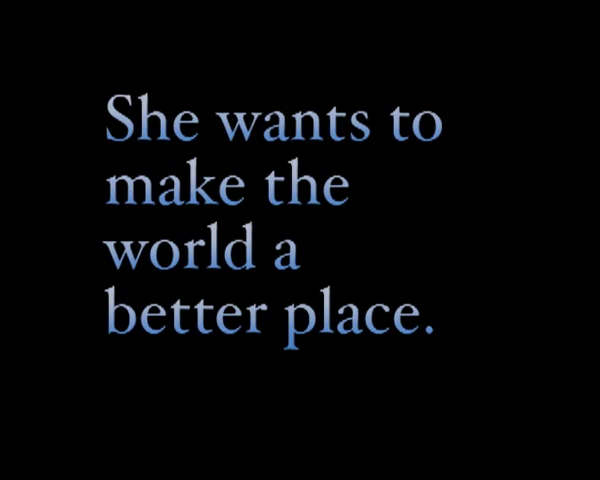 She wants to
make the
world a
better place.